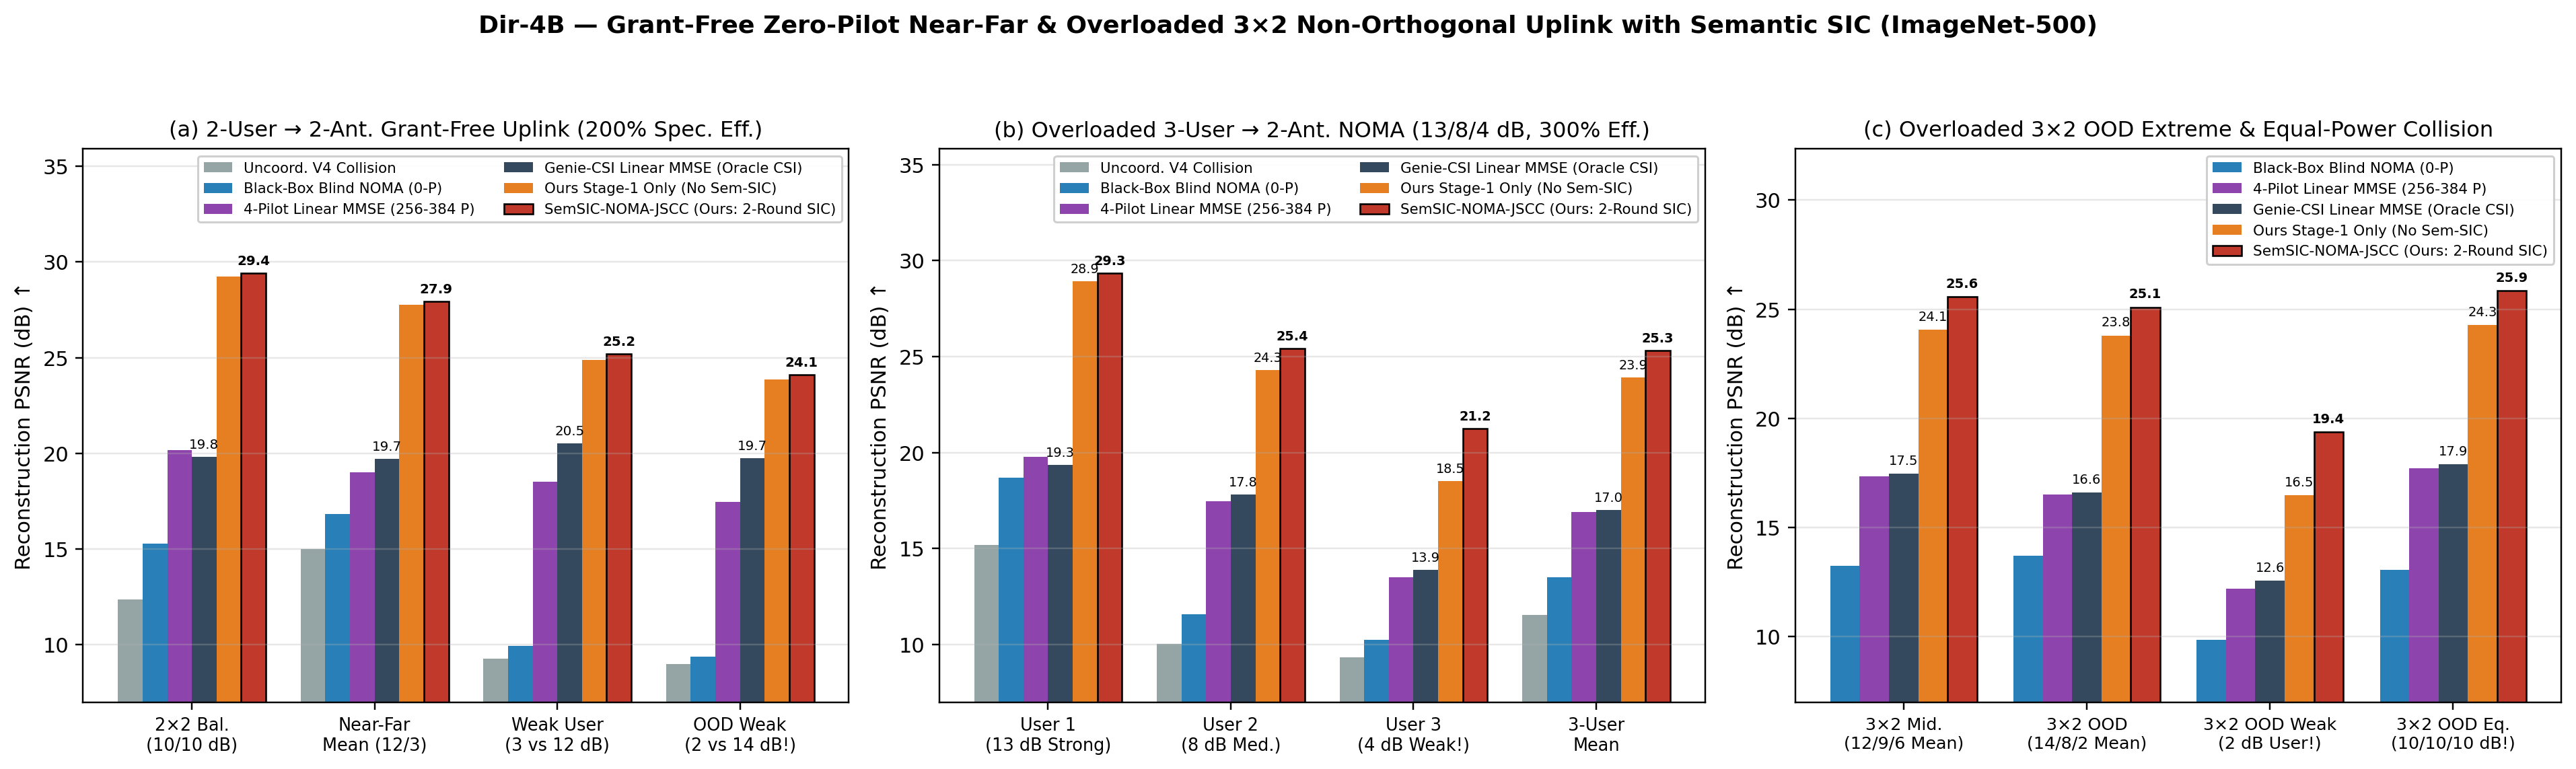 Dir-4B — Grant-Free Zero-Pilot Near-Far & Overloaded 3×2 Non-Orthogonal Uplink with Semantic SIC (ImageNet-500)
(a) 2-User → 2-Ant. Grant-Free Uplink (200% Spec. Eff.)
Reconstruction PSNR (dB) ↑
35
30
25
20
15
10
Uncoord. V4 Collision
Black-Box Blind NOMA (0-P)
4-Pilot Linear MMSE (256-384 P)
Genie-CSI Linear MMSE (Oracle CSI)
Ours Stage-1 Only (No Sem-SIC)
SemSIC-NOMA-JSCC (Ours: 2-Round SIC)
19.8
29.4
19.7
27.9
20.5
25.2
19.7
24.1
2×2 Bal.
(10/10 dB)
Near-Far
Mean (12/3)
Weak User
(3 vs 12 dB)
OOD Weak
(2 vs 14 dB!)
(b) Overloaded 3-User → 2-Ant. NOMA (13/8/4 dB, 300% Eff.)
Reconstruction PSNR (dB) ↑
35
30
25
20
15
10
Uncoord. V4 Collision
Black-Box Blind NOMA (0-P)
4-Pilot Linear MMSE (256-384 P)
Genie-CSI Linear MMSE (Oracle CSI)
Ours Stage-1 Only (No Sem-SIC)
SemSIC-NOMA-JSCC (Ours: 2-Round SIC)
19.3
28.9
29.3
17.8
24.3
25.4
13.9
18.5
21.2
17.0
23.9
25.3
User 1
(13 dB Strong)
User 2
(8 dB Med.)
User 3
(4 dB Weak!)
3-User
Mean
(c) Overloaded 3×2 OOD Extreme & Equal-Power Collision
Reconstruction PSNR (dB) ↑
30
25
20
15
10
Black-Box Blind NOMA (0-P)
4-Pilot Linear MMSE (256-384 P)
Genie-CSI Linear MMSE (Oracle CSI)
Ours Stage-1 Only (No Sem-SIC)
SemSIC-NOMA-JSCC (Ours: 2-Round SIC)
17.5
24.1
25.6
16.6
23.8
25.1
12.6
16.5
19.4
17.9
24.3
25.9
3×2 Mid.
(12/9/6 Mean)
3×2 OOD
(14/8/2 Mean)
3×2 OOD Weak
(2 dB User!)
3×2 OOD Eq.
(10/10/10 dB!)